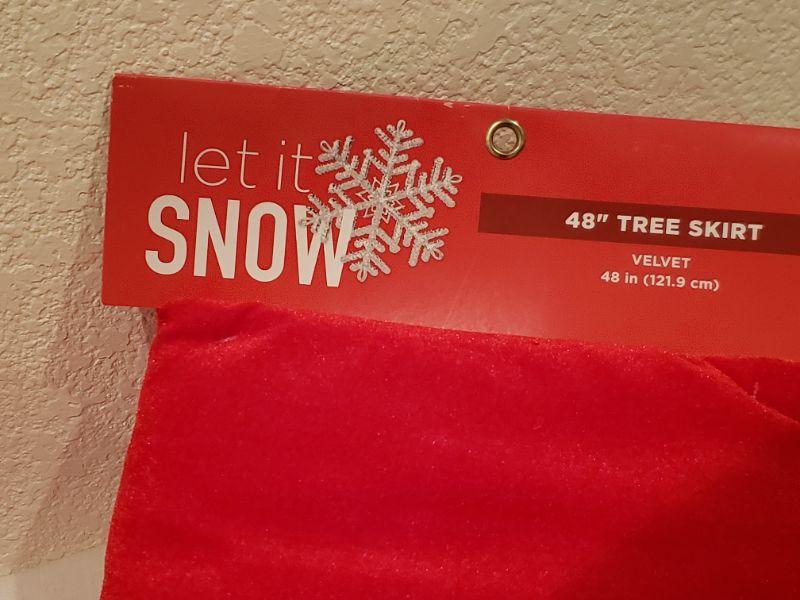 let it
SNOW
48" TREE SKIRT
VELVET
48 in (121.9 cm)